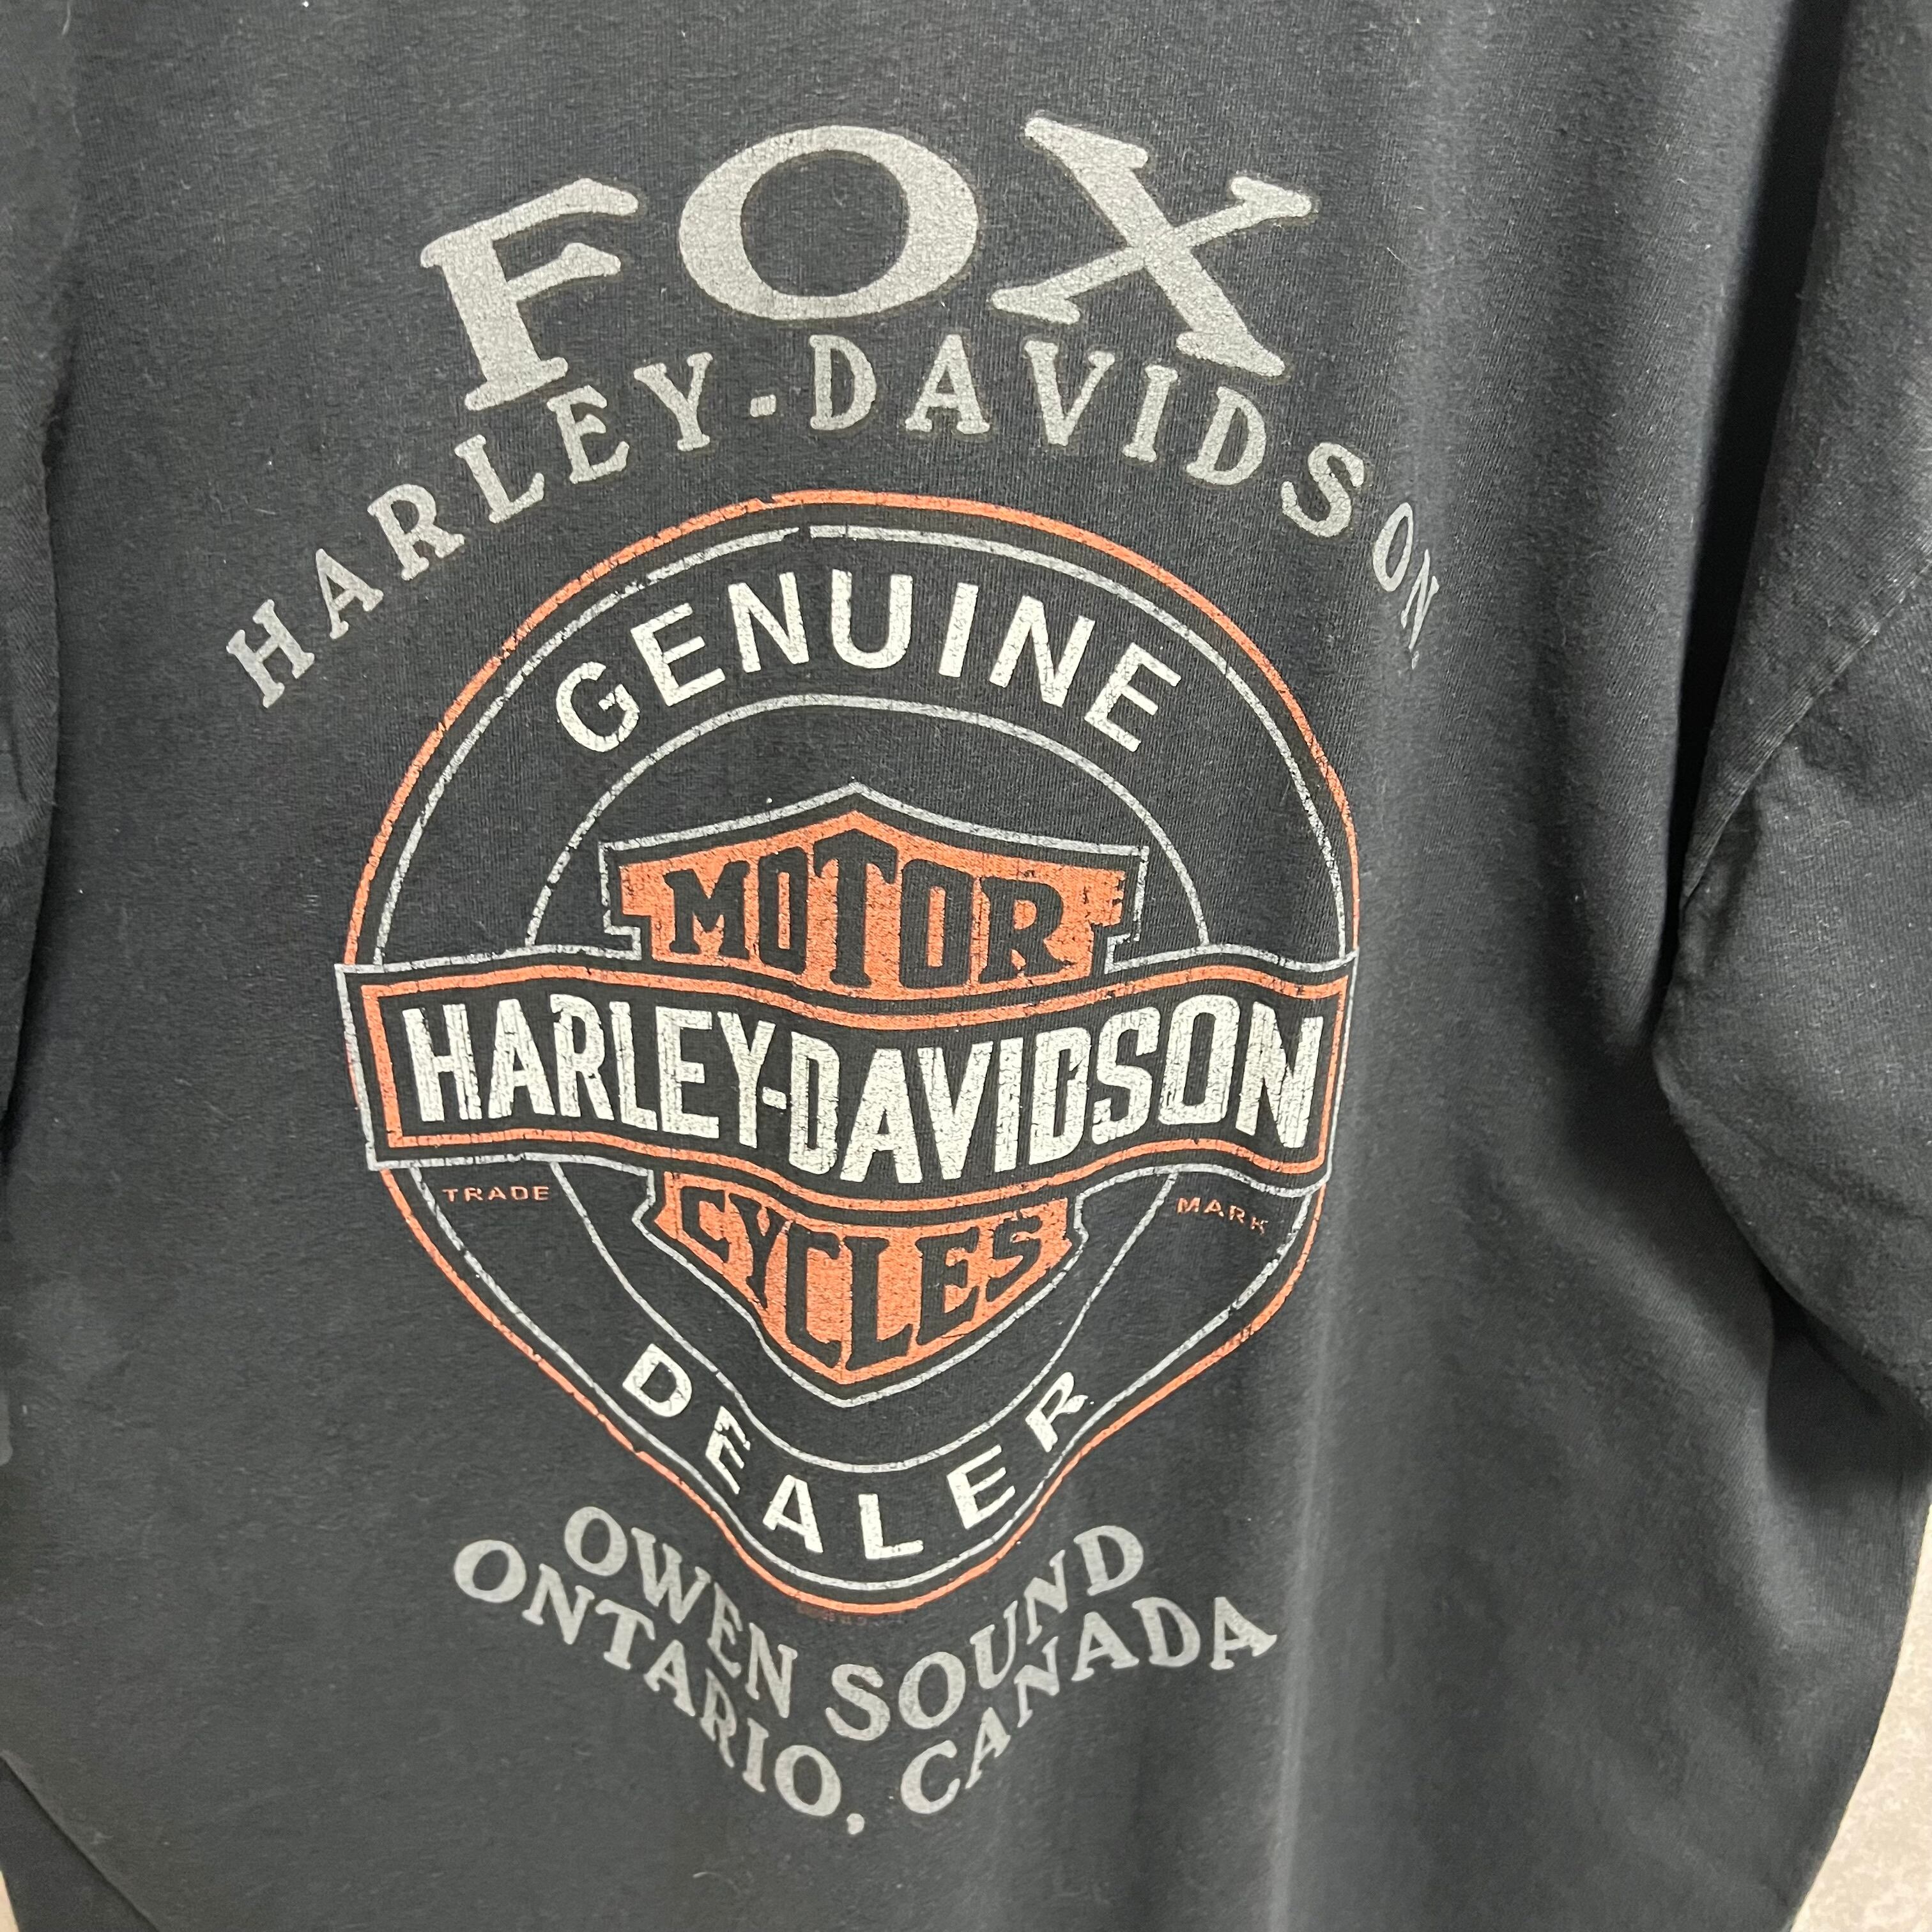 FOX
HARLEY-DAVIDSON
GENUINE
MOTOR
HARLEY-DAVIDSON
TRADE MARK
CYCLES
DEALER
OWEN SOUND
ONTARIO, CANADA